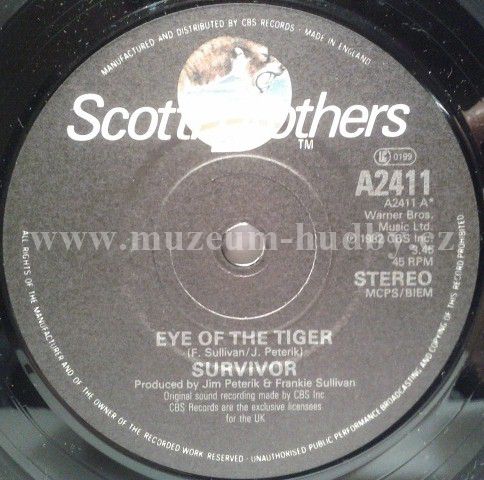 MANUFACTURED AND DISTRIBUTED BY CBS RECORDS - MADE IN ENGLAND.
Scotti Brothers
TM
LC 0199
A2411
A2411 A*
Warner Bros.
Music Ltd.
℗ 1982 CBS Inc.
3.45
45 RPM
STEREO
MCPS/BIEM
www.muzeum-hudby.cz
EYE OF THE TIGER
(F. Sullivan/J. Peterik)
SURVIVOR
Produced by Jim Peterik & Frankie Sullivan
Original sound recording made by CBS Inc
CBS Records are the exclusive licensees
for the UK
ALL RIGHTS OF THE MANUFACTURER AND OF THE OWNER OF THE RECORDED WORK RESERVED - UNAUTHORISED PUBLIC PERFORMANCE BROADCASTING AND COPYING OF THIS RECORD PROHIBITED